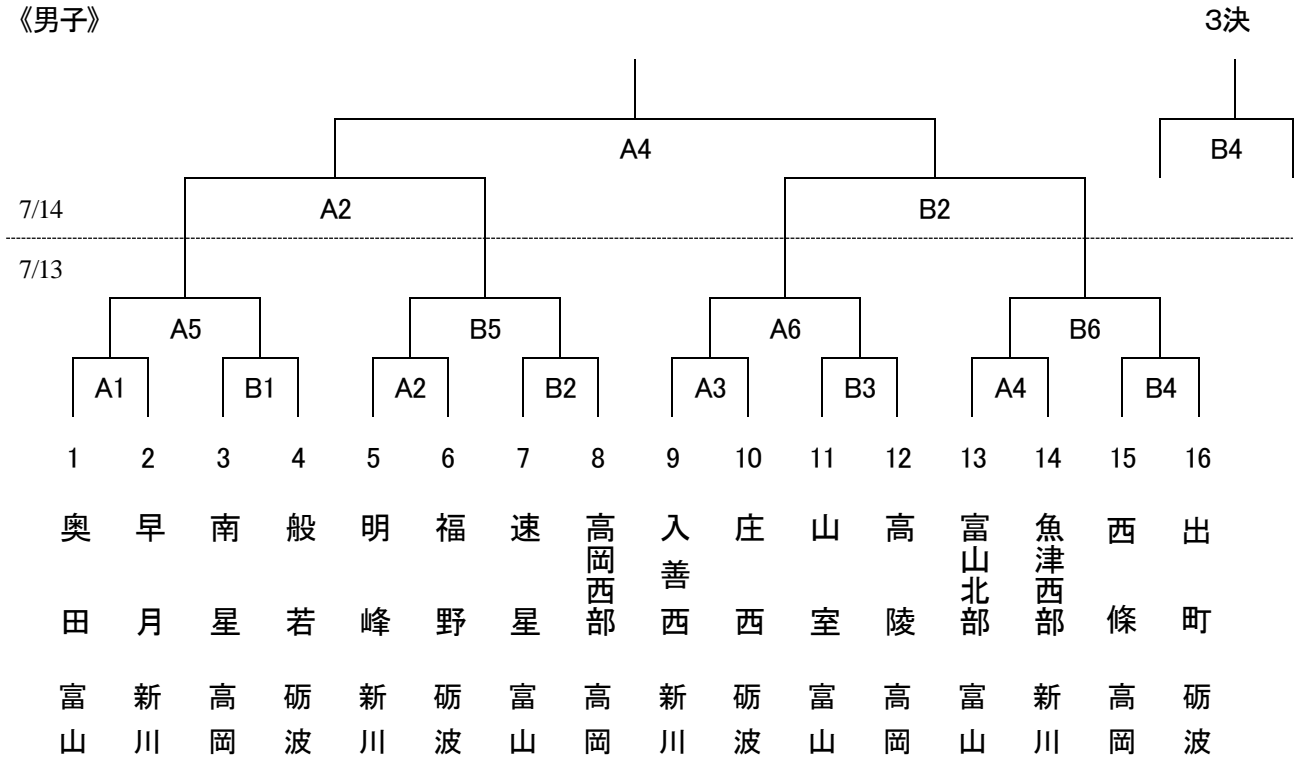 《男子》 3決
A4 B4
7/14 A2 B2
7/13
A5 B5 A6 B6
A1 B1 A2 B2 A3 B3 A4 B4
1 2 3 4 5 6 7 8 9 10 11 12 13 14 15 16
奥田 早月 南星 般若 明峰 福野 速星 高岡西部 入善西 庄西 山室 高陵 富山北部 魚津西部 西條 出町
富山 新川 高岡 砺波 新川 砺波 富山 高岡 新川 砺波 富山 高岡 富山 新川 高岡 砺波